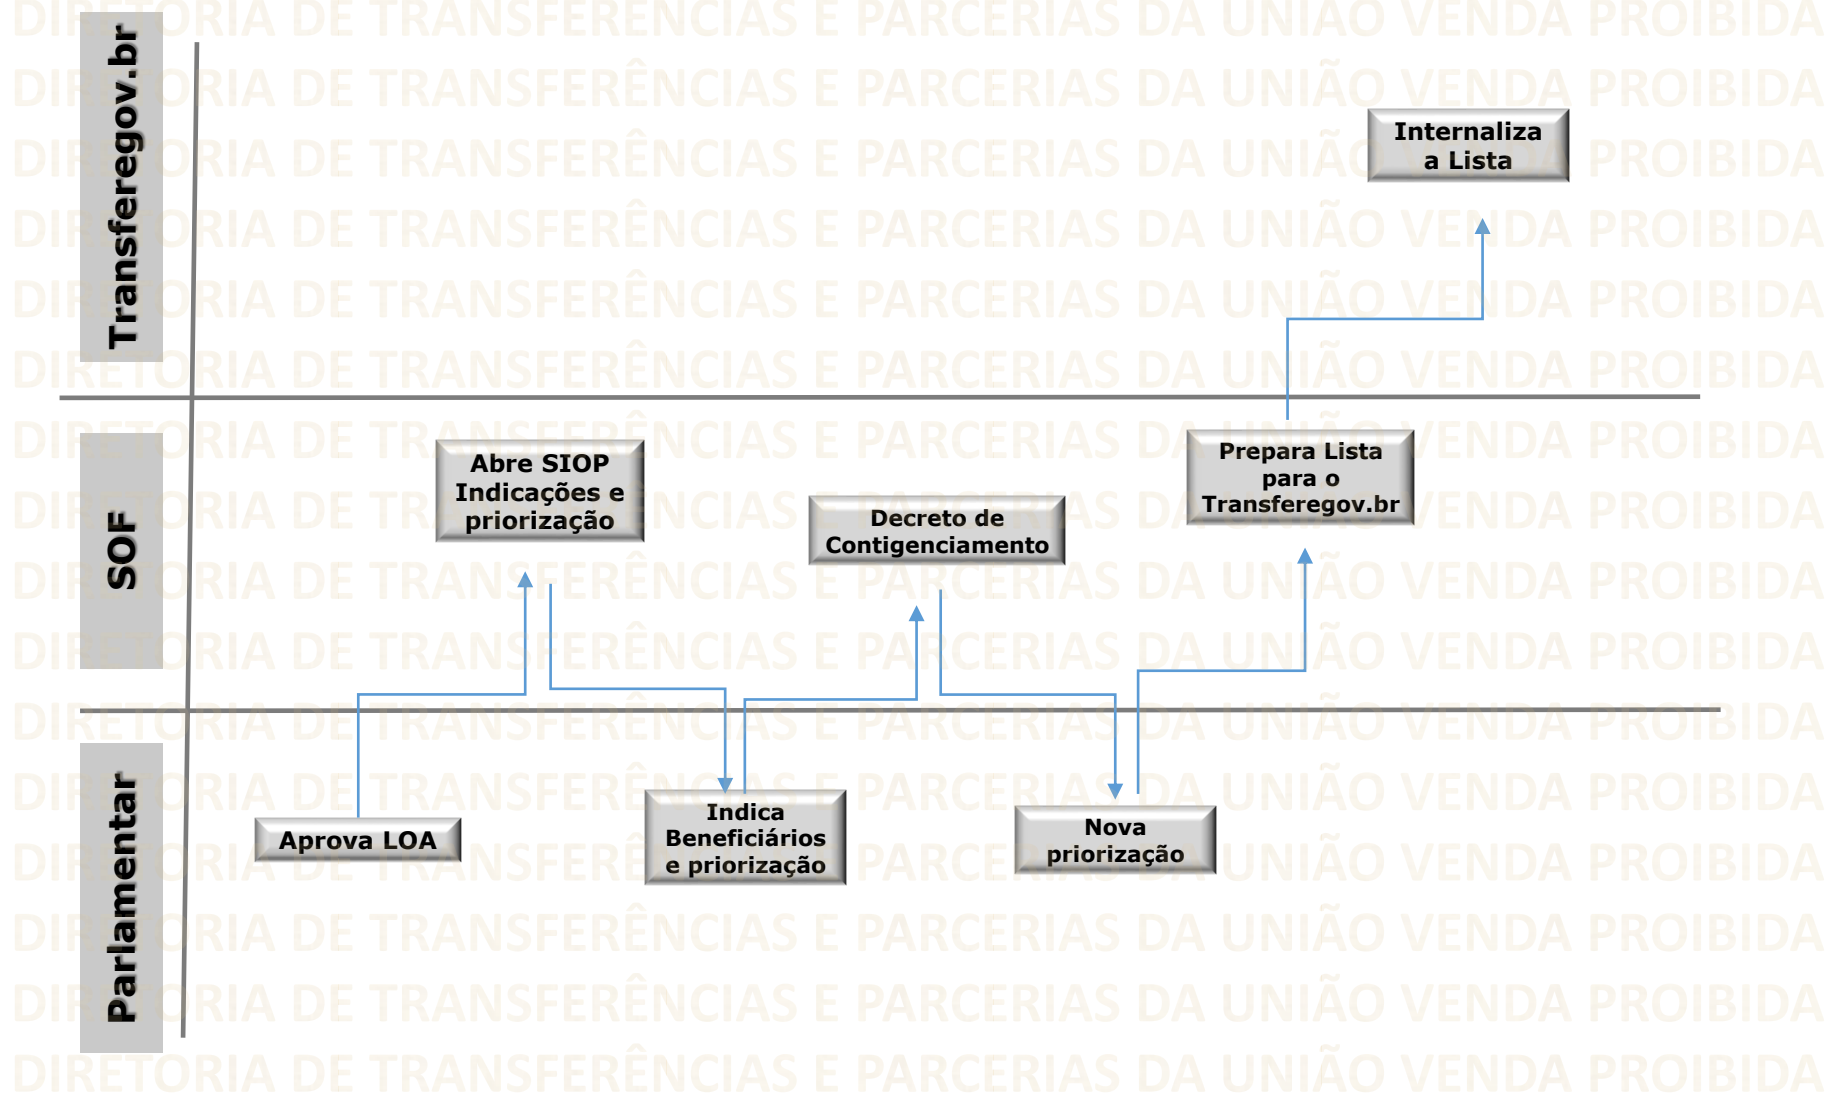 DIRETORIA DE TRANSFERÊNCIAS E PARCERIAS DA UNIÃO VENDA PROIBIDA
Transferegov.br
Internaliza
a Lista
SOF
Abre SIOP
Indicações e
priorização
Decreto de
Contigenciamento
Prepara Lista
para o
Transferegov.br
Parlamentar
Aprova LOA
Indica
Beneficiários
e priorização
Nova
priorização